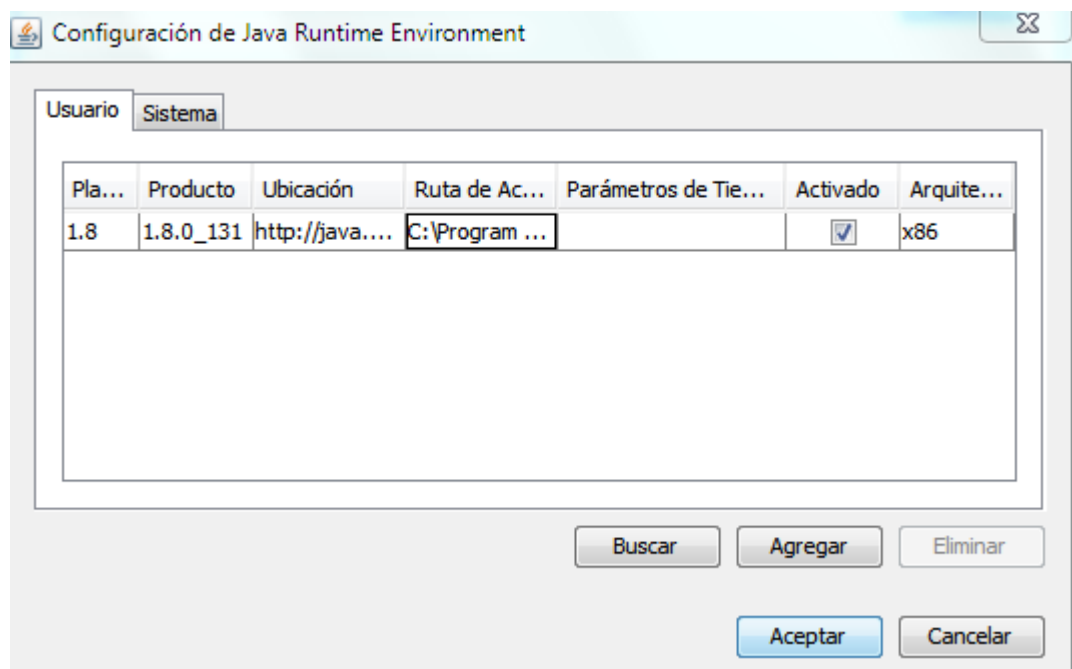 Configuración de Java Runtime Environment
Usuario Sistema
Pla... Producto Ubicación Ruta de Ac... Parámetros de Tie... Activado Arquite...
1.8 1.8.0_131 http://java.... C:\Program ... x86
Buscar Agregar Eliminar
Aceptar Cancelar